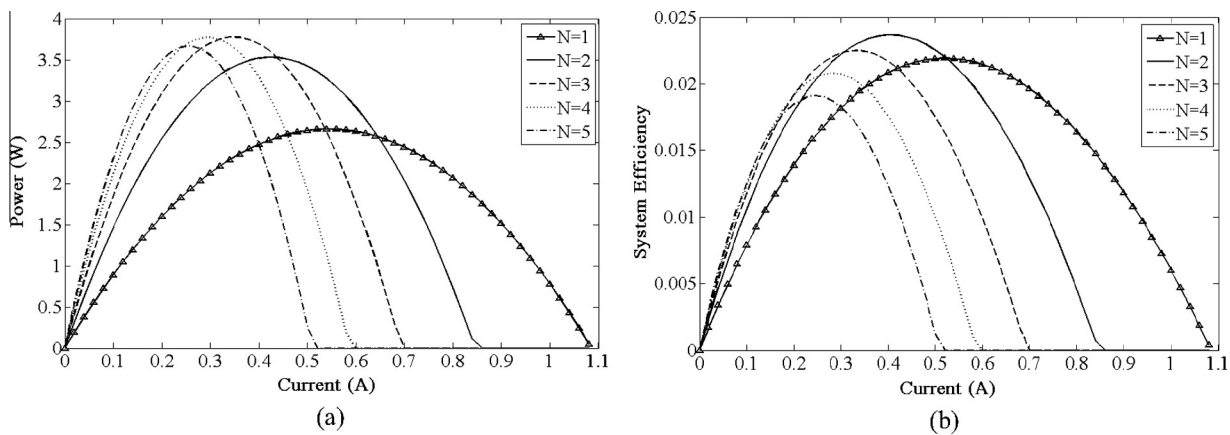 4
3.5
3
2.5
2
1.5
1
0.5
0
Power (W)
0 0.1 0.2 0.3 0.4 0.5 0.6 0.7 0.8 0.9 1 1.1
Current (A)
N=1
N=2
N=3
N=4
N=5
(a)
0.025
0.02
0.015
0.01
0.005
0
System Efficiency
0 0.1 0.2 0.3 0.4 0.5 0.6 0.7 0.8 0.9 1 1.1
Current (A)
N=1
N=2
N=3
N=4
N=5
(b)